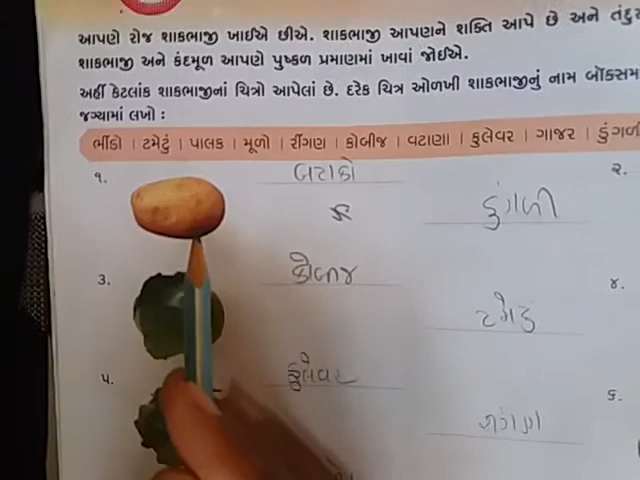 આપણે રોજ શાકભાજી ખાઈએ છીએ. શાકભાજી આપણને શક્તિ આપે છે અને
શાકભાજી અને કંદમૂળ આપણે પુષ્કળ પ્રમાણમાં ખાવાં જોઈએ.
અહીં કેટલાંક શાકભાજીનાં ચિત્રો આપેલાં છે. દરેક ચિત્ર ઓળખી શાકભાજીનું નામ
જગ્યામાં લખો :
ભીંડો | ટમેટું | પાલક | મૂળો | રીંગણ | કોબીજ | વટાણા | ફુલેવર | ગાજર | ડુંગળી
૧. બટાકો ૨.
ડુંગળી
૩. કોબીજ ૪.
ટમેટુ
૫. ફુલેવર ૬.